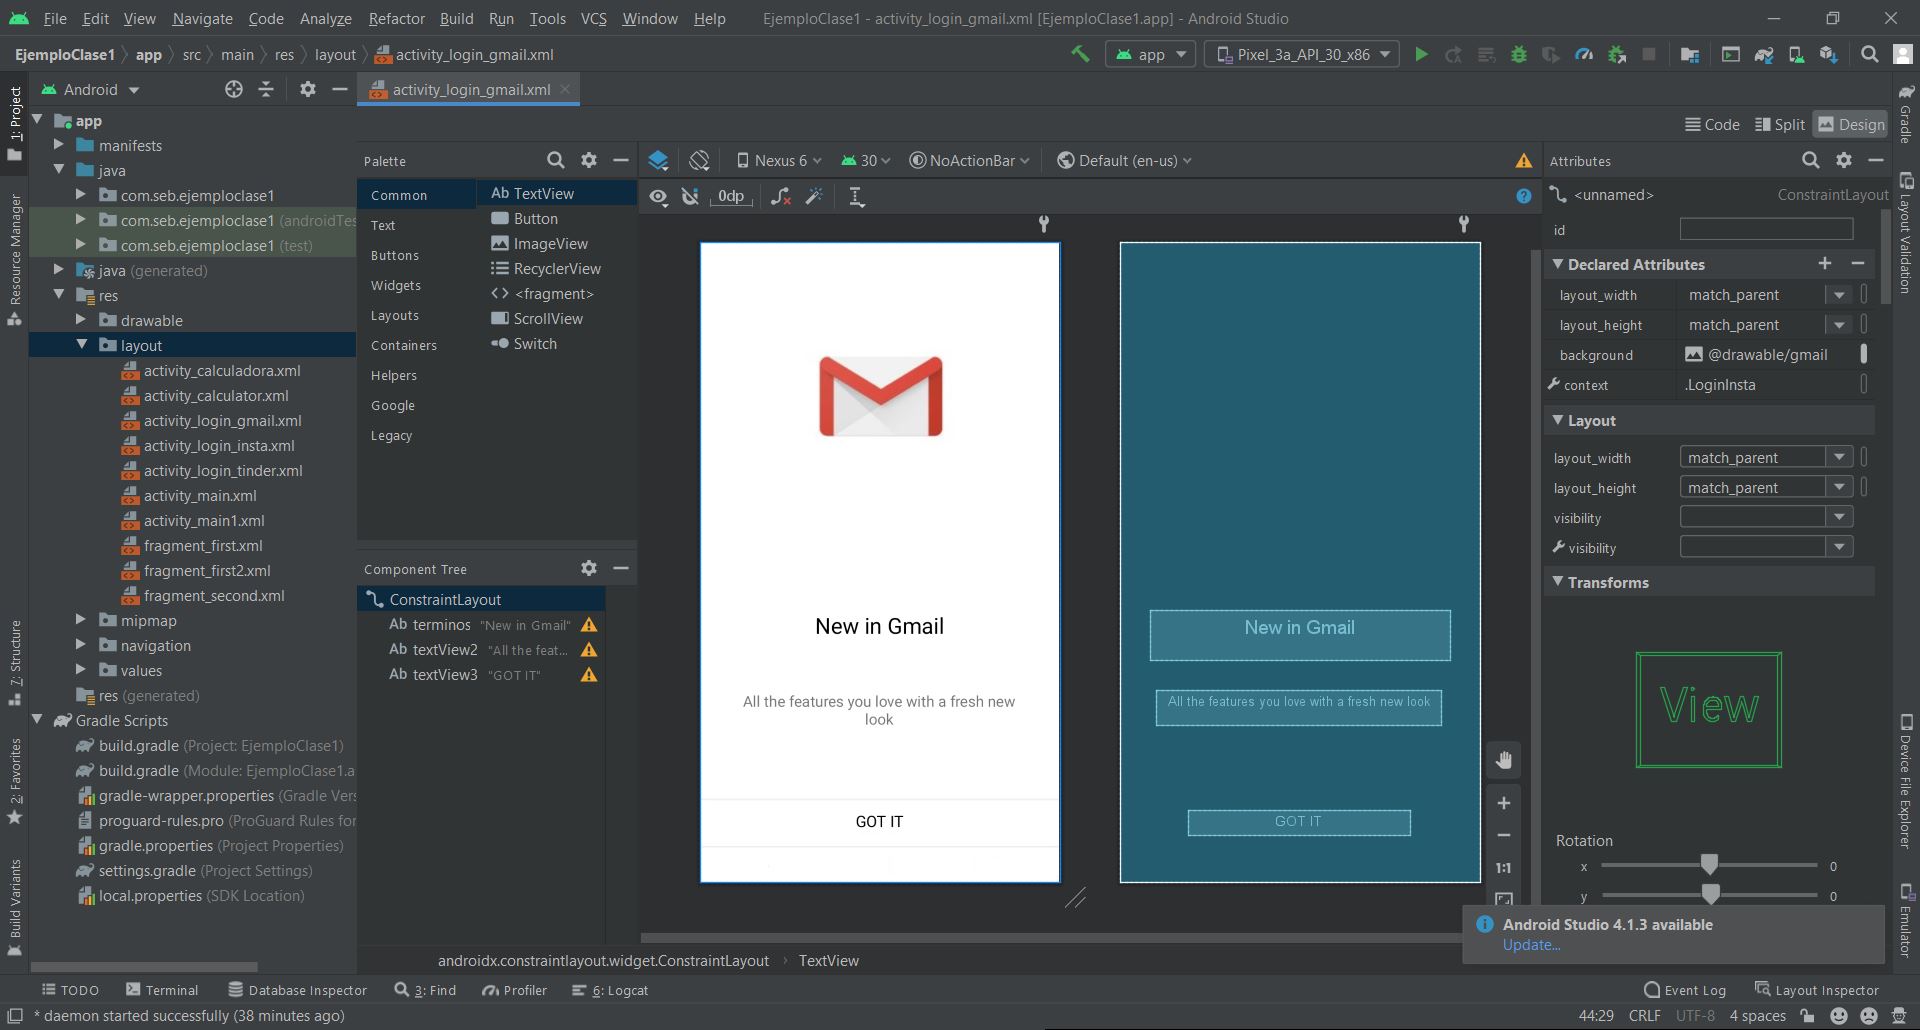 File Edit View Navigate Code Analyze Refactor Build Run Tools VCS Window Help EjemploClase1 - activity_login_gmail.xml [EjemploClase1.app] - Android Studio
EjemploClase1 app src main res layout activity_login_gmail.xml app Pixel_3a_API_30_x86
Android activity_login_gmail.xml
Code Split Design
1: Project
Resource Manager
7: Structure
2: Favorites
Build Variants
app
manifests
java
com.seb.ejemploclase1
com.seb.ejemploclase1 (androidTes
com.seb.ejemploclase1 (test)
java (generated)
res
drawable
layout
activity_calculadora.xml
activity_calculator.xml
activity_login_gmail.xml
activity_login_insta.xml
activity_login_tinder.xml
activity_main.xml
activity_main1.xml
fragment_first.xml
fragment_first2.xml
fragment_second.xml
mipmap
navigation
values
res (generated)
Gradle Scripts
build.gradle (Project: EjemploClase1)
build.gradle (Module: EjemploClase1.a
gradle-wrapper.properties (Gradle Vers
proguard-rules.pro (ProGuard Rules for
gradle.properties (Project Properties)
settings.gradle (Project Settings)
local.properties (SDK Location)
Palette
Common
Text
Buttons
Widgets
Layouts
Containers
Helpers
Google
Legacy
Ab TextView
Button
ImageView
RecyclerView
<> <fragment>
ScrollView
Switch
Component Tree
ConstraintLayout
Ab terminos "New in Gmail"
Ab textView2 "All the feat...
Ab textView3 "GOT IT"
Nexus 6 30 NoActionBar Default (en-us)
0dp
New in Gmail
All the features you love with a fresh new
look
GOT IT
New in Gmail
All the features you love with a fresh new look
GOT IT
1:1
androidx.constraintlayout.widget.ConstraintLayout TextView
Attributes
<unnamed> ConstraintLayout
id
Declared Attributes
layout_width match_parent
layout_height match_parent
background @drawable/gmail
context .LoginInsta
Layout
layout_width match_parent
layout_height match_parent
visibility
visibility
Transforms
View
Rotation
x 0
y 0
Android Studio 4.1.3 available
Update...
Gradle
Layout Validation
Device File Explorer
Emulator
TODO Terminal Database Inspector 3: Find Profiler 6: Logcat Event Log Layout Inspector
* daemon started successfully (38 minutes ago) 44:29 CRLF UTF-8 4 spaces